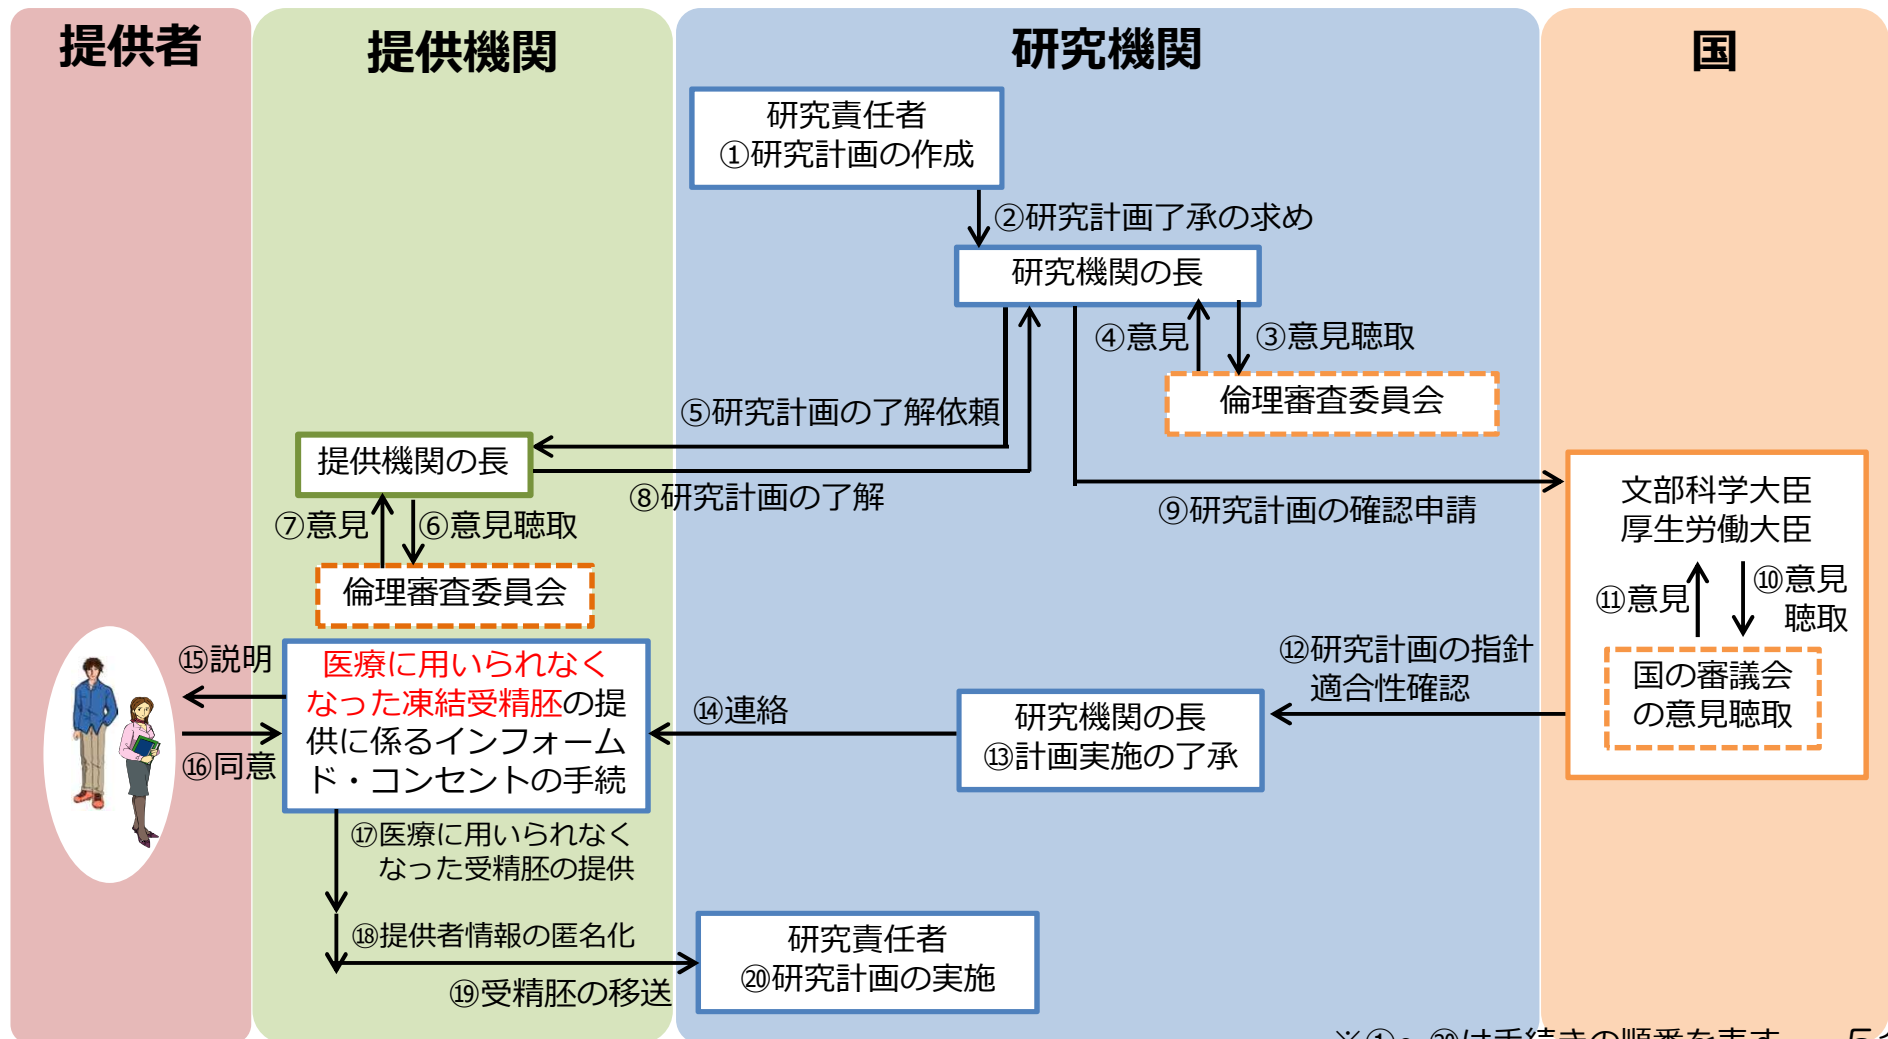 提供者
提供機関
研究機関
国
研究責任者
①研究計画の作成
②研究計画了承の求め
研究機関の長
④意見
③意見聴取
倫理審査委員会
⑤研究計画の了解依頼
提供機関の長
⑧研究計画の了解
⑨研究計画の確認申請
⑦意見
⑥意見聴取
倫理審査委員会
文部科学大臣
厚生労働大臣
⑪意見
⑩意見
聴取
国の審議会
の意見聴取
⑫研究計画の指針
適合性確認
研究機関の長
⑬計画実施の了承
⑭連絡
⑮説明
⑯同意
医療に用いられなく
なった凍結受精胚の提
供に係るインフォーム
ド・コンセントの手続
⑰医療に用いられなく
なった受精胚の提供
⑱提供者情報の匿名化
⑲受精胚の移送
研究責任者
⑳研究計画の実施
※①～⑳は手続きの順番を表す